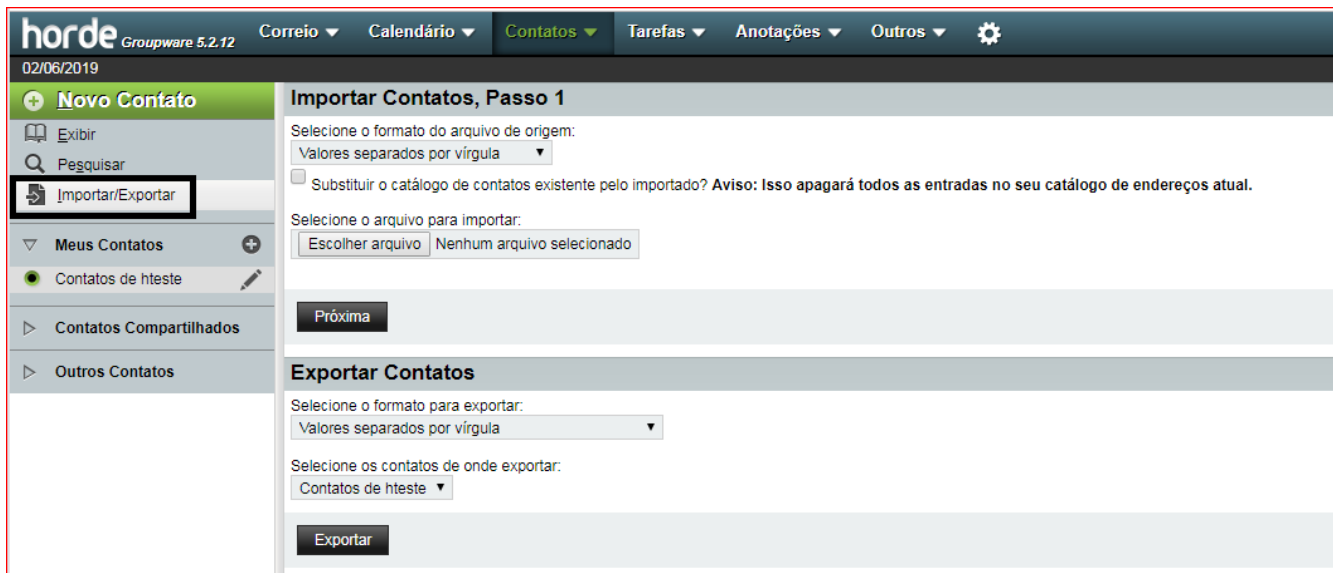 horde Groupware 5.2.12 Correio Calendário Contatos Tarefas Anotações Outros
02/06/2019
Novo Contato
Exibir
Pesquisar
Importar/Exportar
Meus Contatos
Contatos de hteste
Contatos Compartilhados
Outros Contatos
Importar Contatos, Passo 1
Selecione o formato do arquivo de origem:
Valores separados por vírgula
Substituir o catálogo de contatos existente pelo importado? Aviso: Isso apagará todos as entradas no seu catálogo de endereços atual.
Selecione o arquivo para importar:
Escolher arquivo Nenhum arquivo selecionado
Próxima
Exportar Contatos
Selecione o formato para exportar:
Valores separados por vírgula
Selecione os contatos de onde exportar:
Contatos de hteste
Exportar